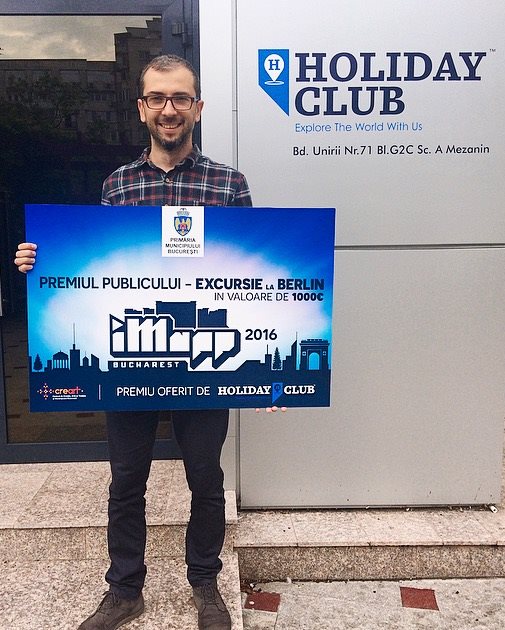 H
HOLIDAY™
CLUB
Explore The World With Us
Bd. Unirii Nr.71 Bl.G2C Sc. A Mezanin
PRIMĂRIA
MUNICIPIULUI
BUCUREȘTI
PREMIUL PUBLICULUI - EXCURSIE LA BERLIN
IN VALOARE DE 1000€
iMapp 2016
BUCHAREST
creart
PREMIU OFERIT DE HOLIDAY CLUB